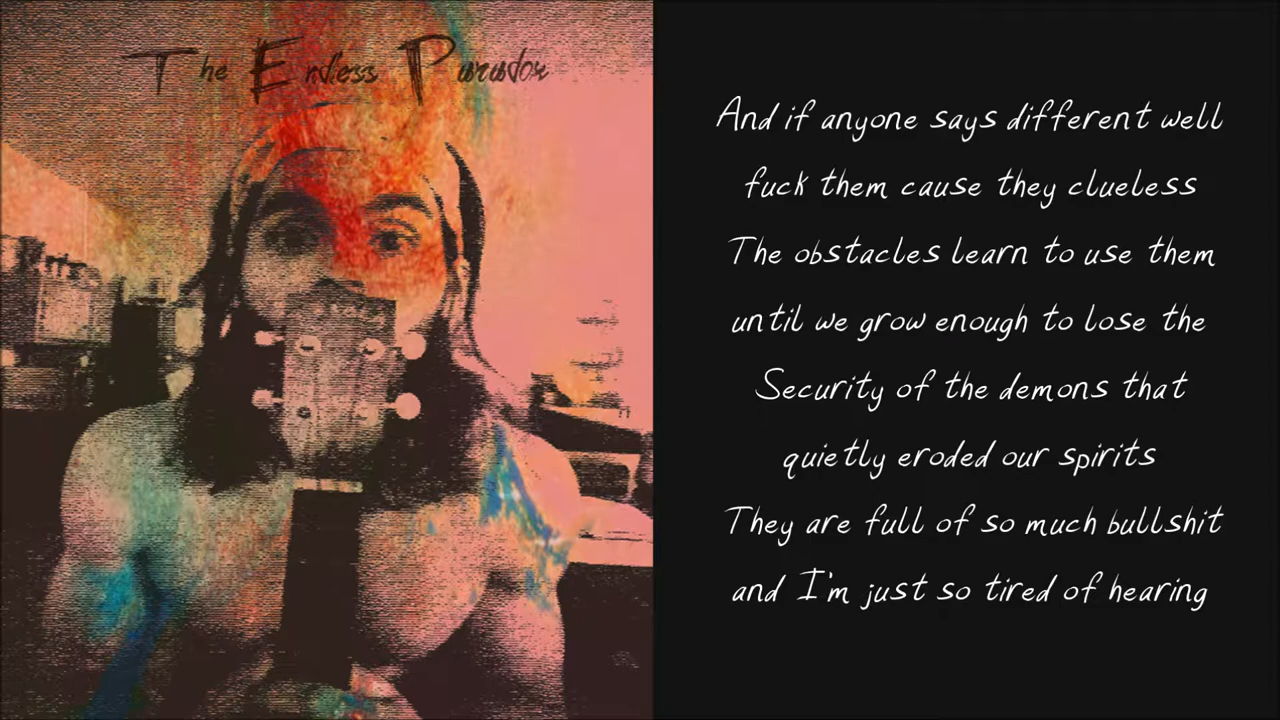 The Endless Paradox
And if anyone says different well
fuck them cause they clueless
The obstacles learn to use them
until we grow enough to lose the
Security of the demons that
quietly eroded our spirits
They are full of so much bullshit
and I'm just so tired of hearing